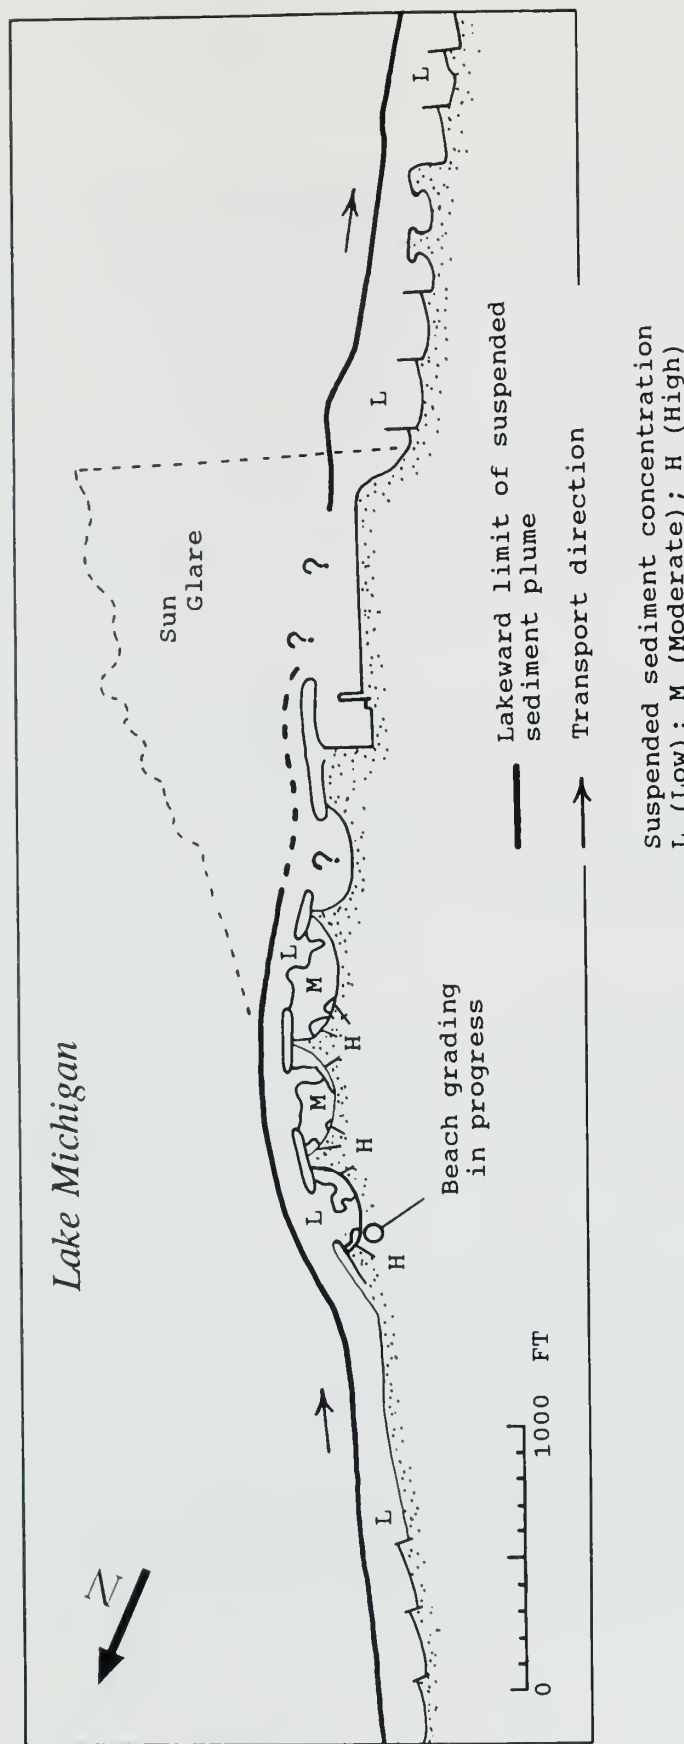 Lake Michigan
N
Sun
Glare
?
?
?
L
L
L
L
L
M
M
H
H
H
Beach grading
in progress
0
1000 FT
Lakeward limit of suspended
sediment plume
Transport direction
Suspended sediment concentration
L (Low); M (Moderate); H (High)